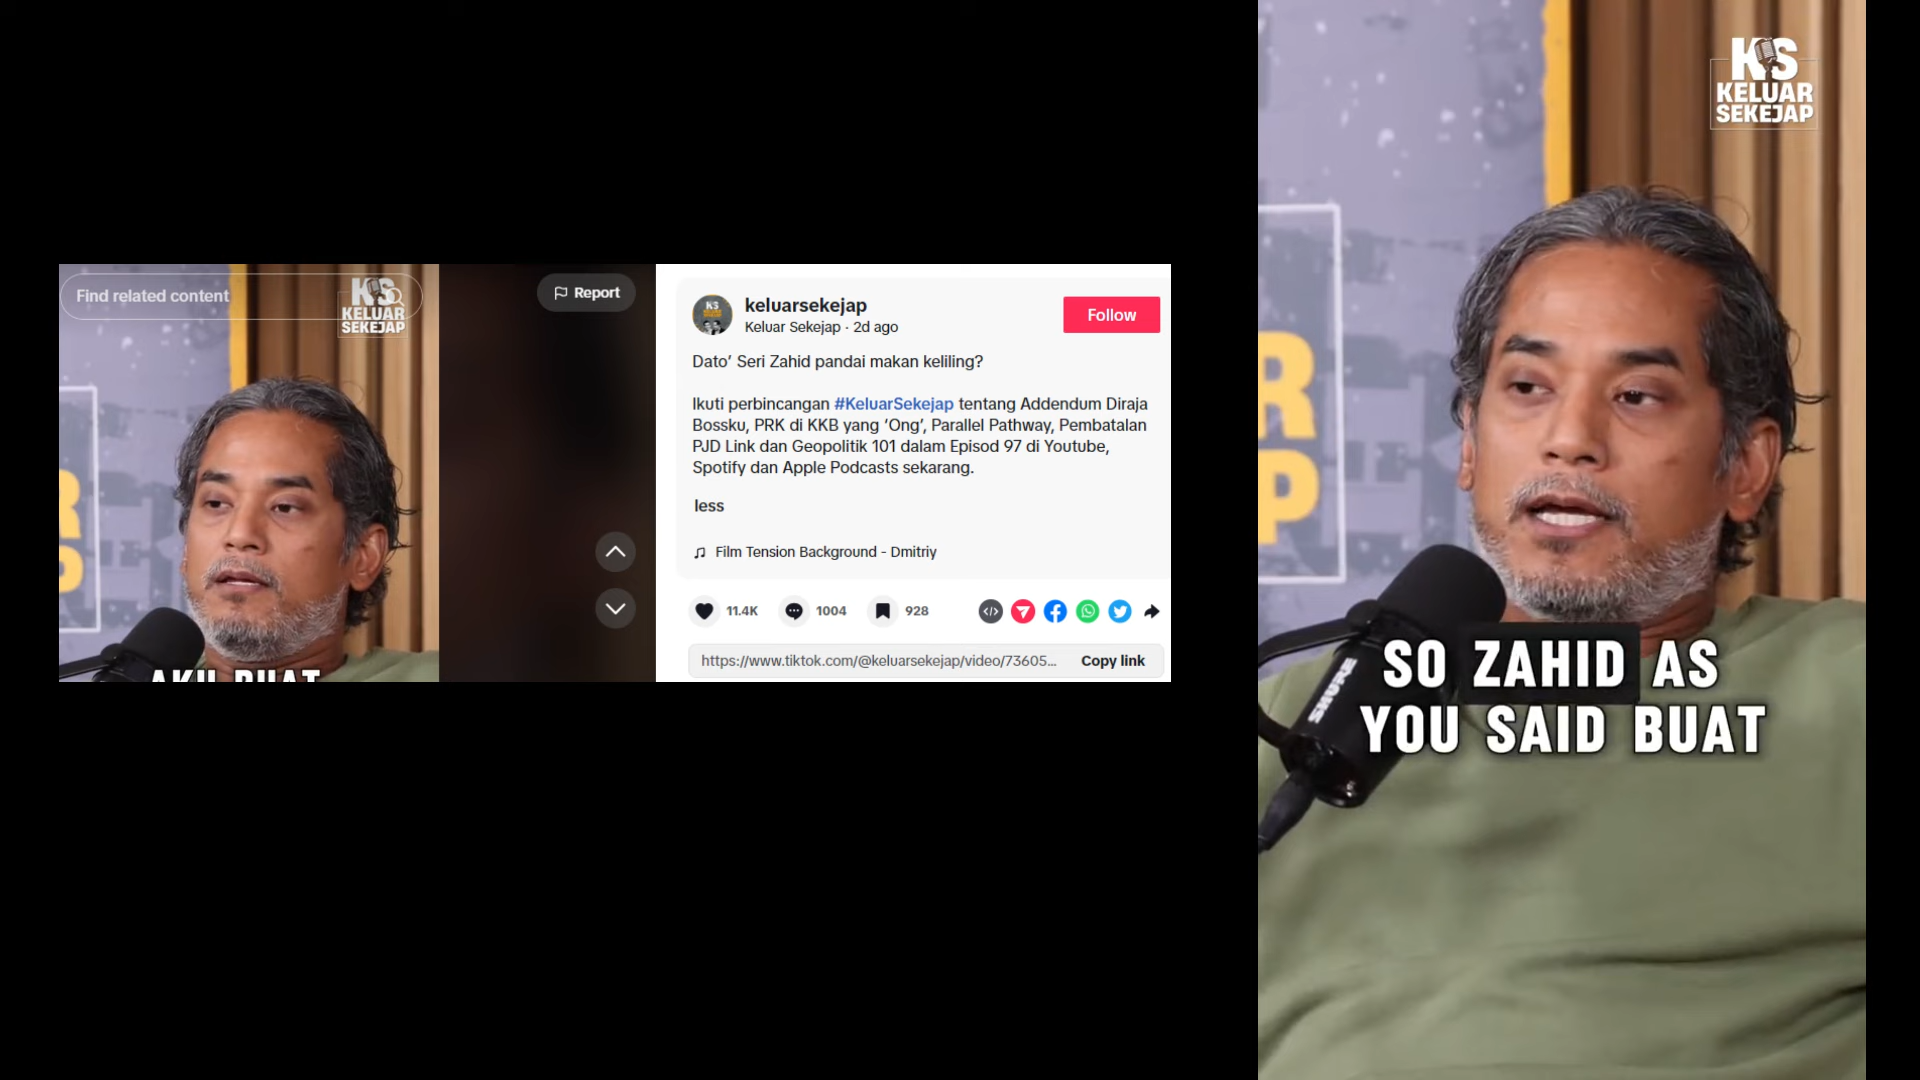 Find related content
KS
KELUAR
SEKEJAP
Report
keluarsekejap
Keluar Sekejap · 2d ago
Follow
Dato’ Seri Zahid pandai makan keliling?
Ikuti perbincangan #KeluarSekejap tentang Addendum Diraja
Bossku, PRK di KKB yang ‘Ong’, Parallel Pathway, Pembatalan
PJD Link dan Geopolitik 101 dalam Episod 97 di Youtube,
Spotify dan Apple Podcasts sekarang.
less
Film Tension Background - Dmitriy
11.4K
1004
928
https://www.tiktok.com/@keluarsekejap/video/73605...
Copy link
AKU BUAT
KS
KELUAR
SEKEJAP
R
P
SHURE
SO ZAHID AS
YOU SAID BUAT